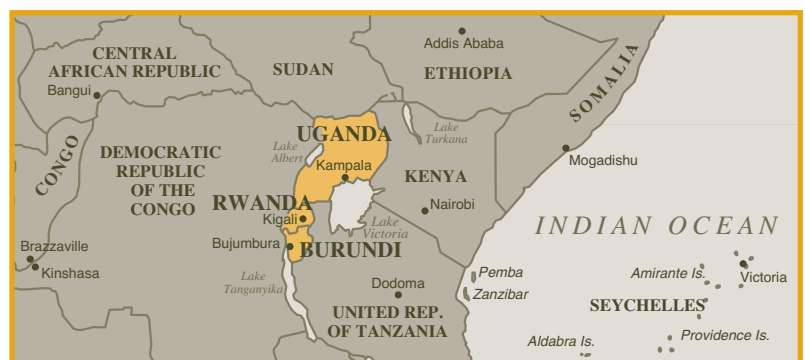 Addis Ababa
CENTRAL
AFRICAN REPUBLIC
SUDAN
ETHIOPIA
Bangui
SOMALIA
UGANDA
Lake
Turkana
Lake
Albert
CONGO
DEMOCRATIC
REPUBLIC
OF THE
CONGO
Kampala
KENYA
Mogadishu
RWANDA
Kigali
Nairobi
Lake
Victoria
INDIAN OCEAN
Brazzaville
Kinshasa
Bujumbura
BURUNDI
Lake
Tanganyika
Dodoma
Pemba
Zanzibar
Amirante Is.
Victoria
SEYCHELLES
UNITED REP.
OF TANZANIA
Aldabra Is.
Providence Is.